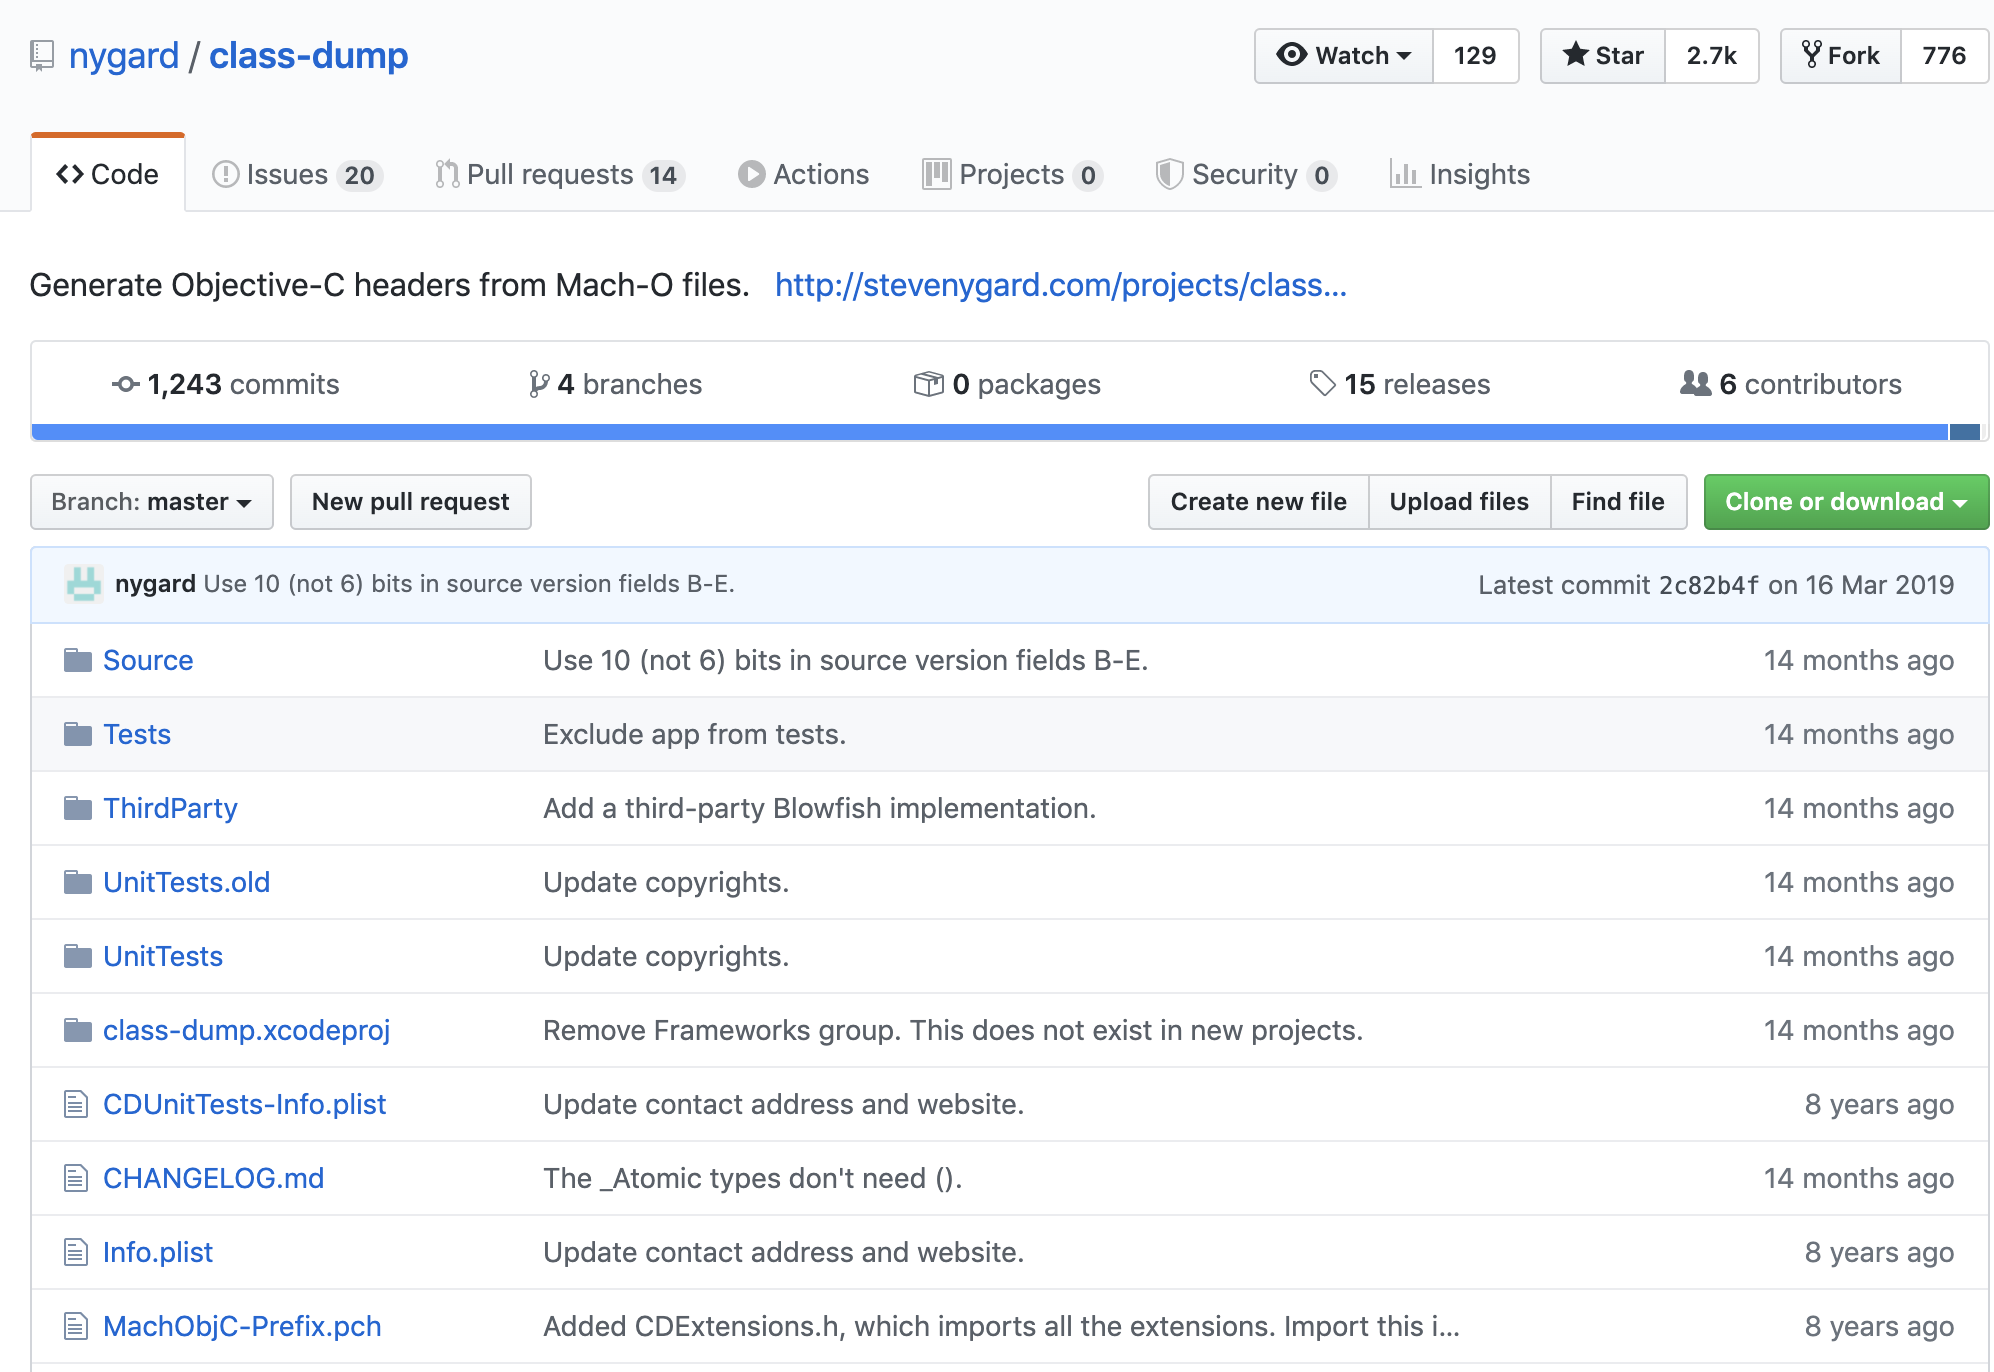 nygard / class-dump
Watch 129 Star 2.7k Fork 776
Code Issues 20 Pull requests 14 Actions Projects 0 Security 0 Insights
Generate Objective-C headers from Mach-O files. http://stevenygard.com/projects/class...
1,243 commits 4 branches 0 packages 15 releases 6 contributors
Branch: master New pull request Create new file Upload files Find file Clone or download
nygard Use 10 (not 6) bits in source version fields B-E. Latest commit 2c82b4f on 16 Mar 2019
Source Use 10 (not 6) bits in source version fields B-E. 14 months ago
Tests Exclude app from tests. 14 months ago
ThirdParty Add a third-party Blowfish implementation. 14 months ago
UnitTests.old Update copyrights. 14 months ago
UnitTests Update copyrights. 14 months ago
class-dump.xcodeproj Remove Frameworks group. This does not exist in new projects. 14 months ago
CDUnitTests-Info.plist Update contact address and website. 8 years ago
CHANGELOG.md The _Atomic types don't need (). 14 months ago
Info.plist Update contact address and website. 8 years ago
MachObjC-Prefix.pch Added CDExtensions.h, which imports all the extensions. Import this i... 8 years ago